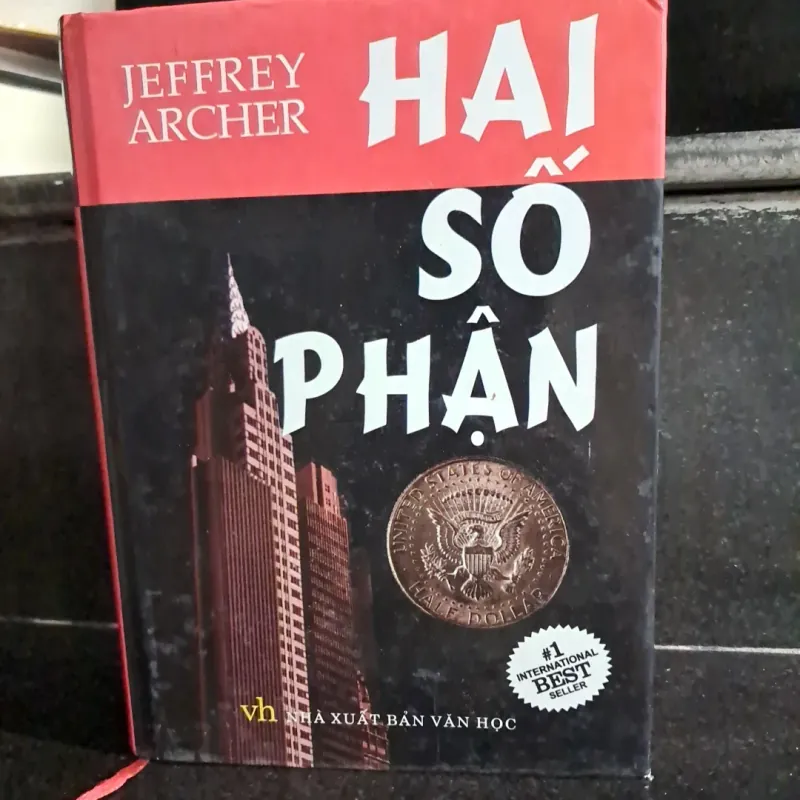 JEFFREY
ARCHER
HAI
SỐ
PHẬN
UNITED STATES OF AMERICA
HALF DOLLAR
#1
INTERNATIONAL
BEST
SELLER
vh NHÀ XUẤT BẢN VĂN HỌC